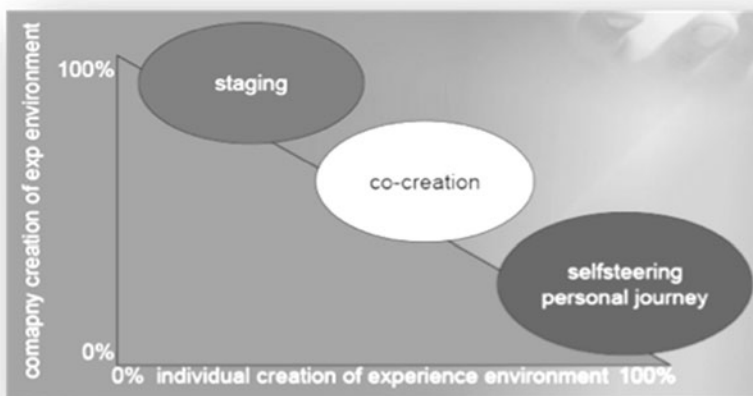 comapny creation of exp environment
100%
staging
co-creation
selfsteering
personal journey
0%
0% individual creation of experience environment 100%